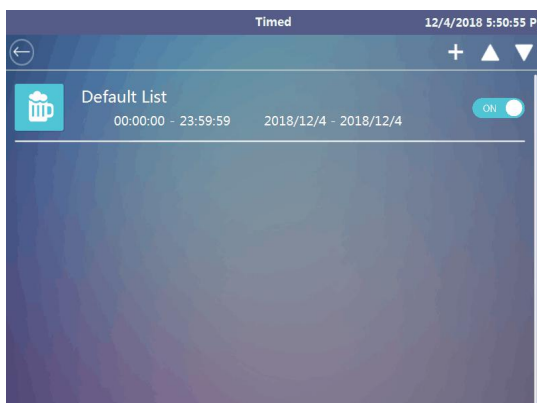 Timed
12/4/2018 5:50:55 P
Default List
00:00:00 - 23:59:59 2018/12/4 - 2018/12/4
ON